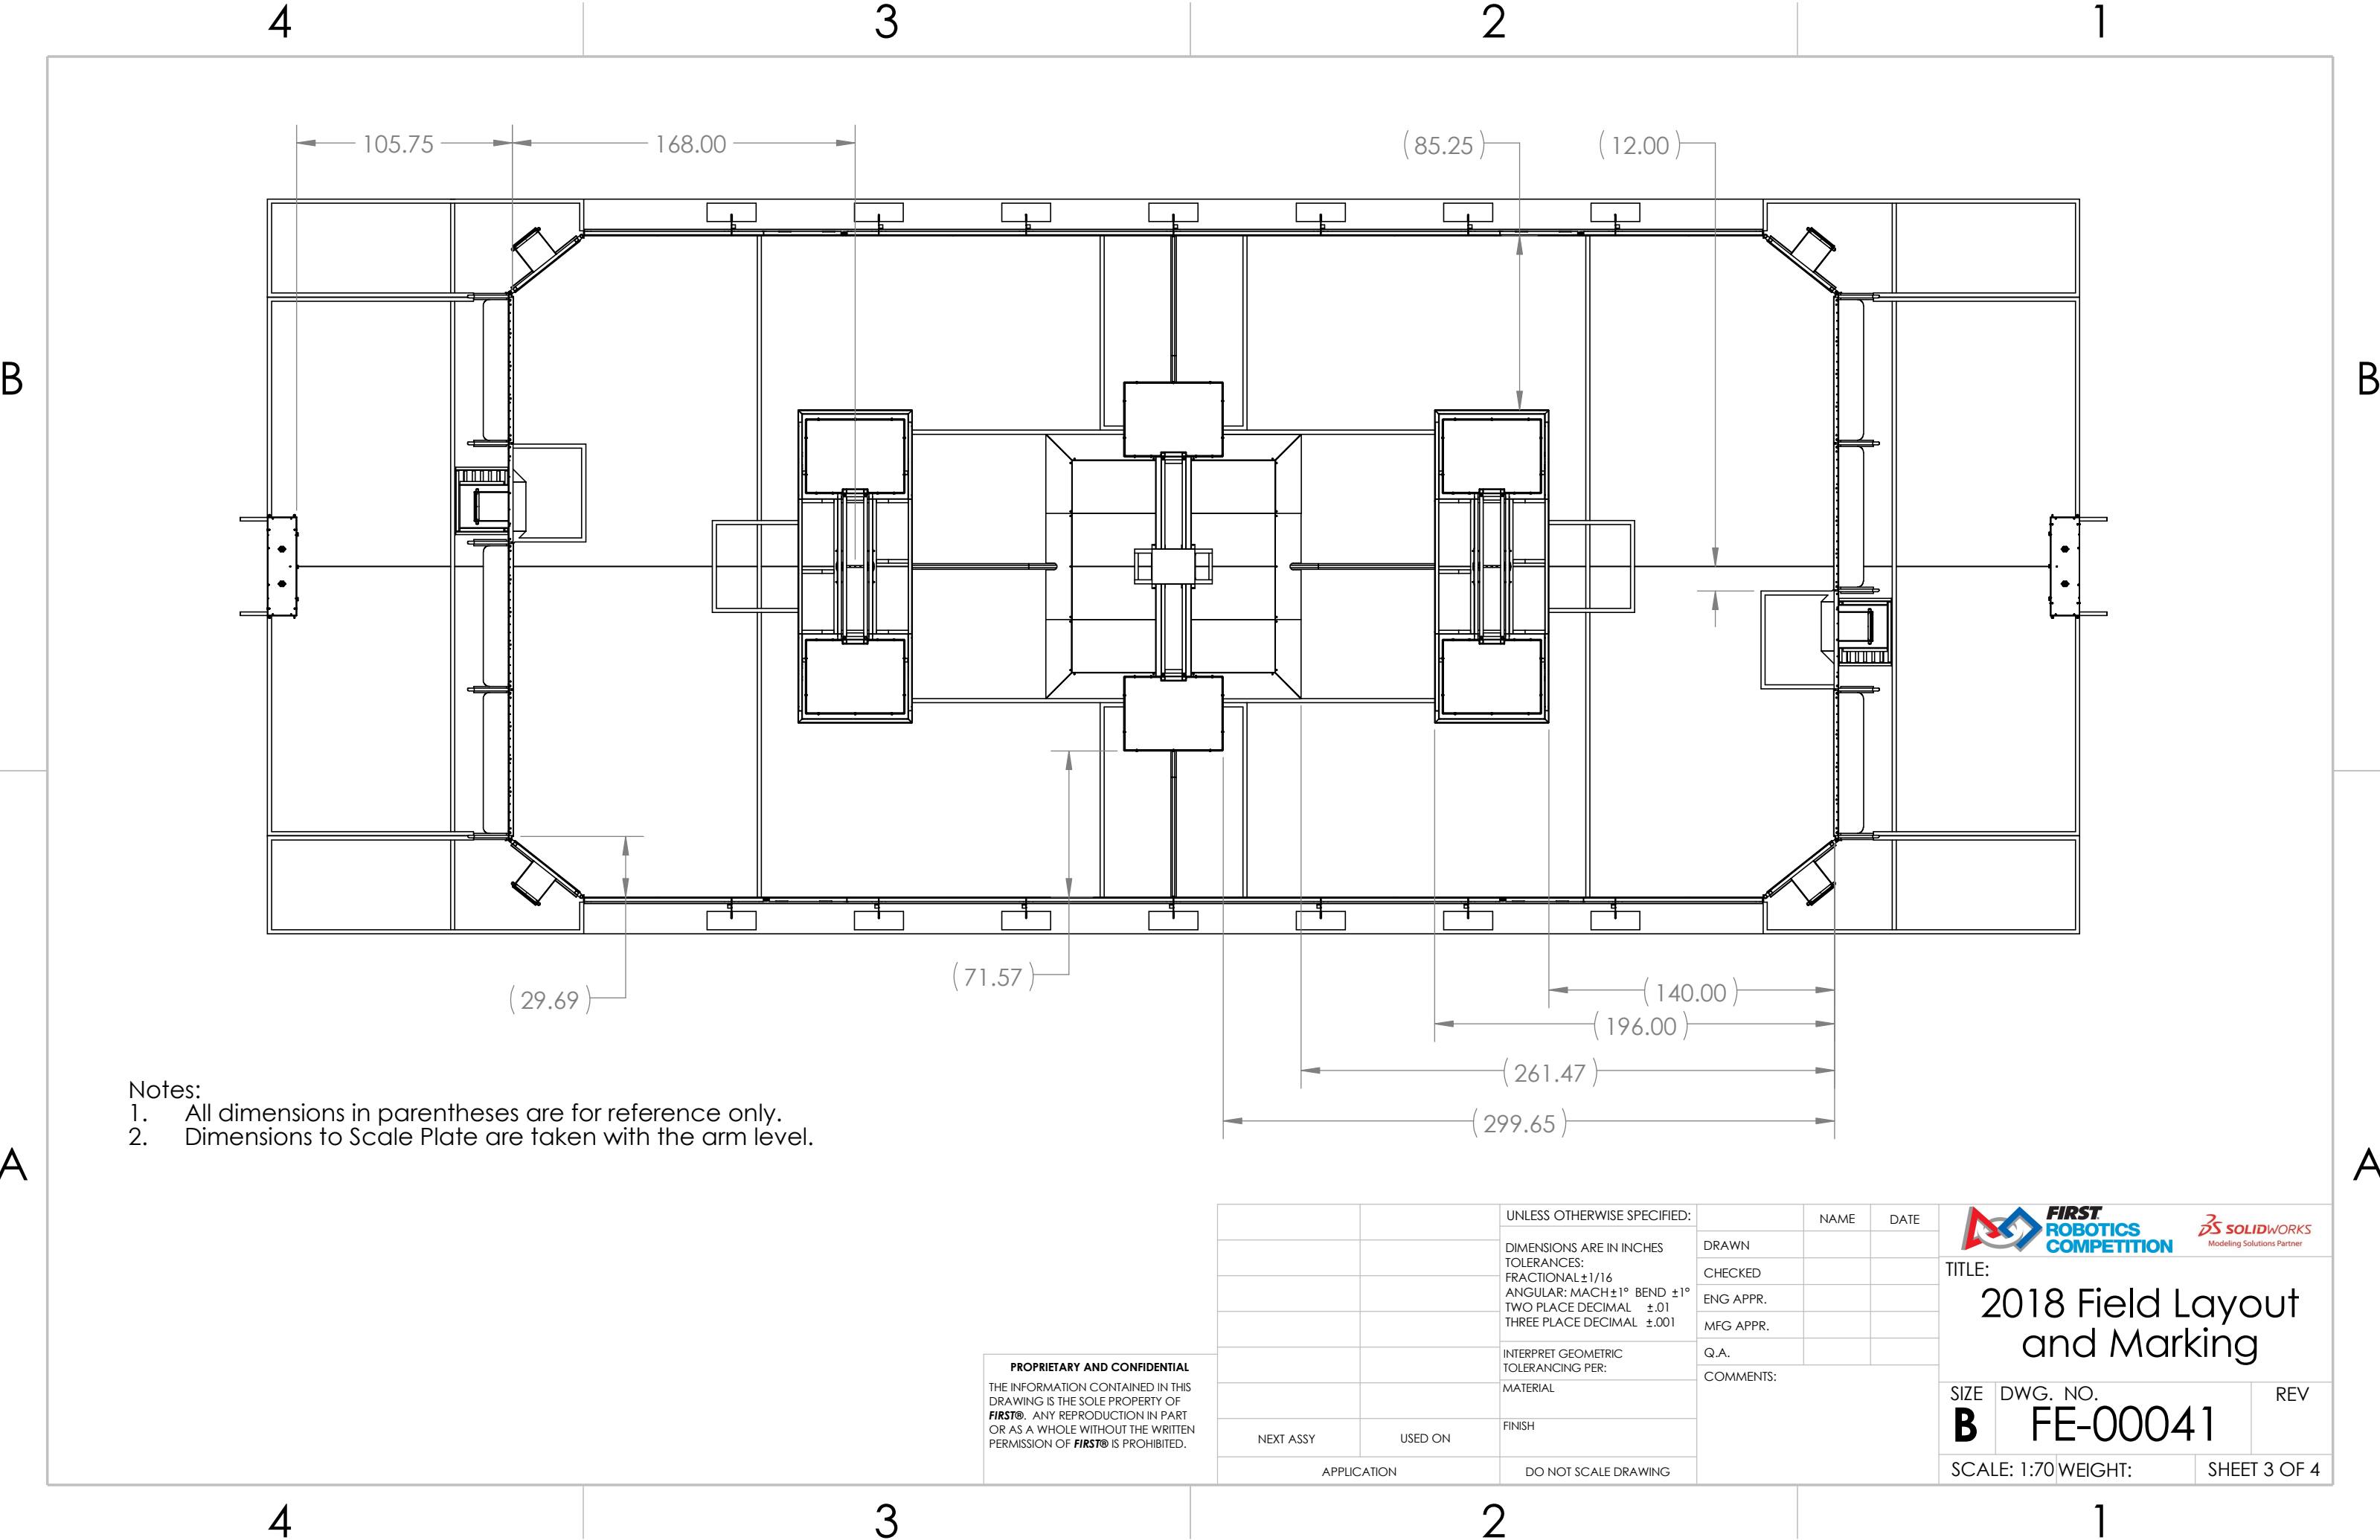 4 3 2 1
105.75 168.00 (85.25) (12.00)
B B
(71.57)
(29.69)
(140.00)
(196.00)
(261.47)
(299.65)
Notes:
1. All dimensions in parentheses are for reference only.
2. Dimensions to Scale Plate are taken with the arm level.
A A
PROPRIETARY AND CONFIDENTIAL
THE INFORMATION CONTAINED IN THIS
DRAWING IS THE SOLE PROPERTY OF
FIRST®. ANY REPRODUCTION IN PART
OR AS A WHOLE WITHOUT THE WRITTEN
PERMISSION OF FIRST® IS PROHIBITED.
NEXT ASSY USED ON
APPLICATION
UNLESS OTHERWISE SPECIFIED:
DIMENSIONS ARE IN INCHES
TOLERANCES:
FRACTIONAL±1/16
ANGULAR: MACH±1° BEND ±1°
TWO PLACE DECIMAL ±.01
THREE PLACE DECIMAL ±.001
INTERPRET GEOMETRIC
TOLERANCING PER:
MATERIAL
FINISH
DO NOT SCALE DRAWING
NAME DATE
DRAWN
CHECKED
ENG APPR.
MFG APPR.
Q.A.
COMMENTS:
FIRST®
ROBOTICS
COMPETITION
SOLIDWORKS
Modeling Solutions Partner
TITLE:
2018 Field Layout
and Marking
SIZE DWG. NO. REV
B FE-00041
SCALE: 1:70 WEIGHT: SHEET 3 OF 4
4 3 2 1